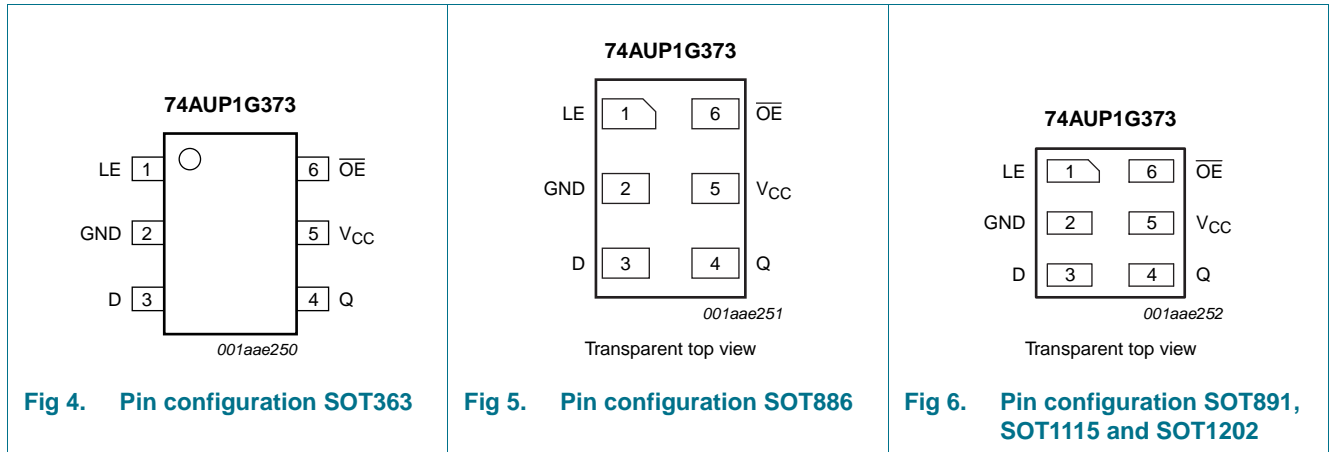 74AUP1G373
LE 1 6 O̅E̅
GND 2 5 VCC
D 3 4 Q
001aae250
Fig 4. Pin configuration SOT363
74AUP1G373
LE 1 6 O̅E̅
GND 2 5 VCC
D 3 4 Q
001aae251
Transparent top view
Fig 5. Pin configuration SOT886
74AUP1G373
LE 1 6 O̅E̅
GND 2 5 VCC
D 3 4 Q
001aae252
Transparent top view
Fig 6. Pin configuration SOT891,
SOT1115 and SOT1202